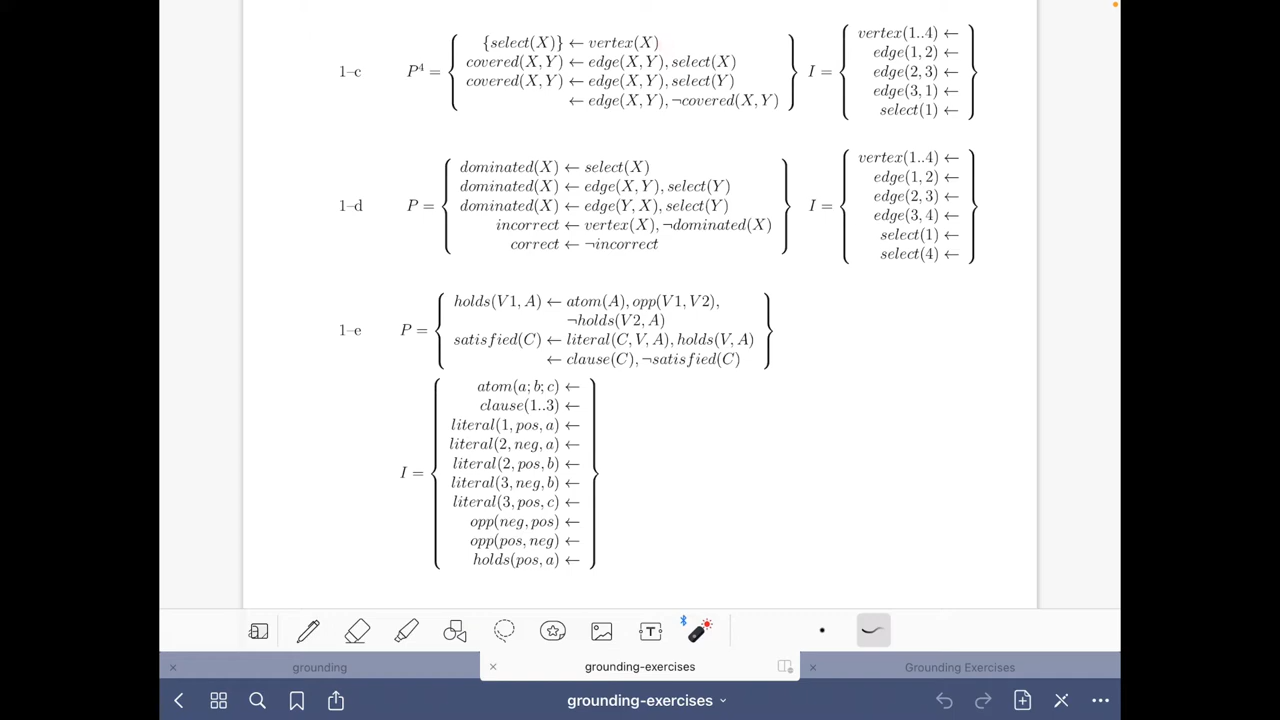 1–c P⁴ = { {select(X)} ← vertex(X)
covered(X, Y) ← edge(X, Y), select(X)
covered(X, Y) ← edge(X, Y), select(Y)
← edge(X, Y), ¬covered(X, Y) }
I = { vertex(1..4) ←
edge(1, 2) ←
edge(2, 3) ←
edge(3, 1) ←
select(1) ← }
1–d P = { dominated(X) ← select(X)
dominated(X) ← edge(X, Y), select(Y)
dominated(X) ← edge(Y, X), select(Y)
incorrect ← vertex(X), ¬dominated(X)
correct ← ¬incorrect }
I = { vertex(1..4) ←
edge(1, 2) ←
edge(2, 3) ←
edge(3, 4) ←
select(1) ←
select(4) ← }
1–e P = { holds(V1, A) ← atom(A), opp(V1, V2),
¬holds(V2, A)
satisfied(C) ← literal(C, V, A), holds(V, A)
← clause(C), ¬satisfied(C) }
I = { atom(a; b; c) ←
clause(1..3) ←
literal(1, pos, a) ←
literal(2, neg, a) ←
literal(2, pos, b) ←
literal(3, neg, b) ←
literal(3, pos, c) ←
opp(neg, pos) ←
opp(pos, neg) ←
holds(pos, a) ← }
T
grounding
grounding-exercises
Grounding Exercises
grounding-exercises